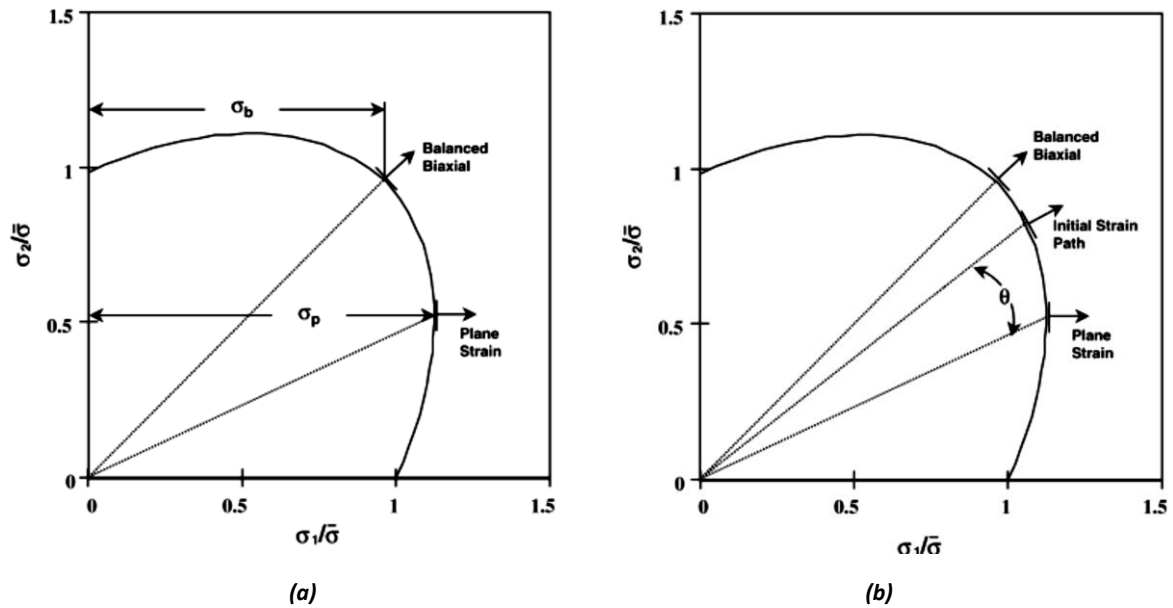 1.5
σb
Balanced
Biaxial
1
σ2/σ̄
σp
0.5
Plane
Strain
0
0
0.5
1
1.5
σ1/σ̄
(a)
1.5
Balanced
Biaxial
1
Initial Strain
Path
σ2/σ̄
θ
0.5
Plane
Strain
0
0
0.5
1
1.5
σ1/σ̄
(b)